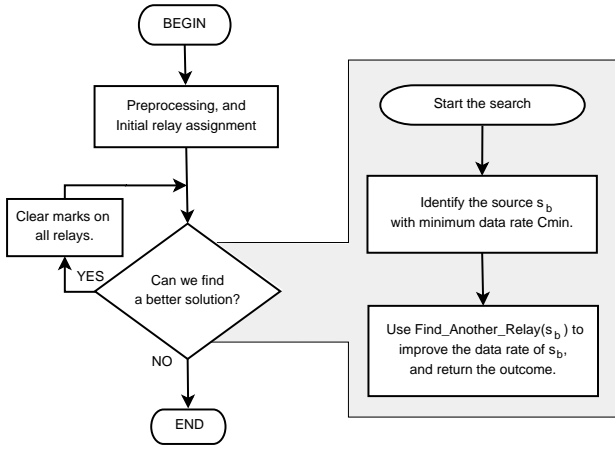 BEGIN
Preprocessing, and
Initial relay assignment
Clear marks on
all relays.
YES
Can we find
a better solution?
NO
END
Start the search
Identify the source s_b
with minimum data rate Cmin.
Use Find_Another_Relay(s_b) to
improve the data rate of s_b,
and return the outcome.